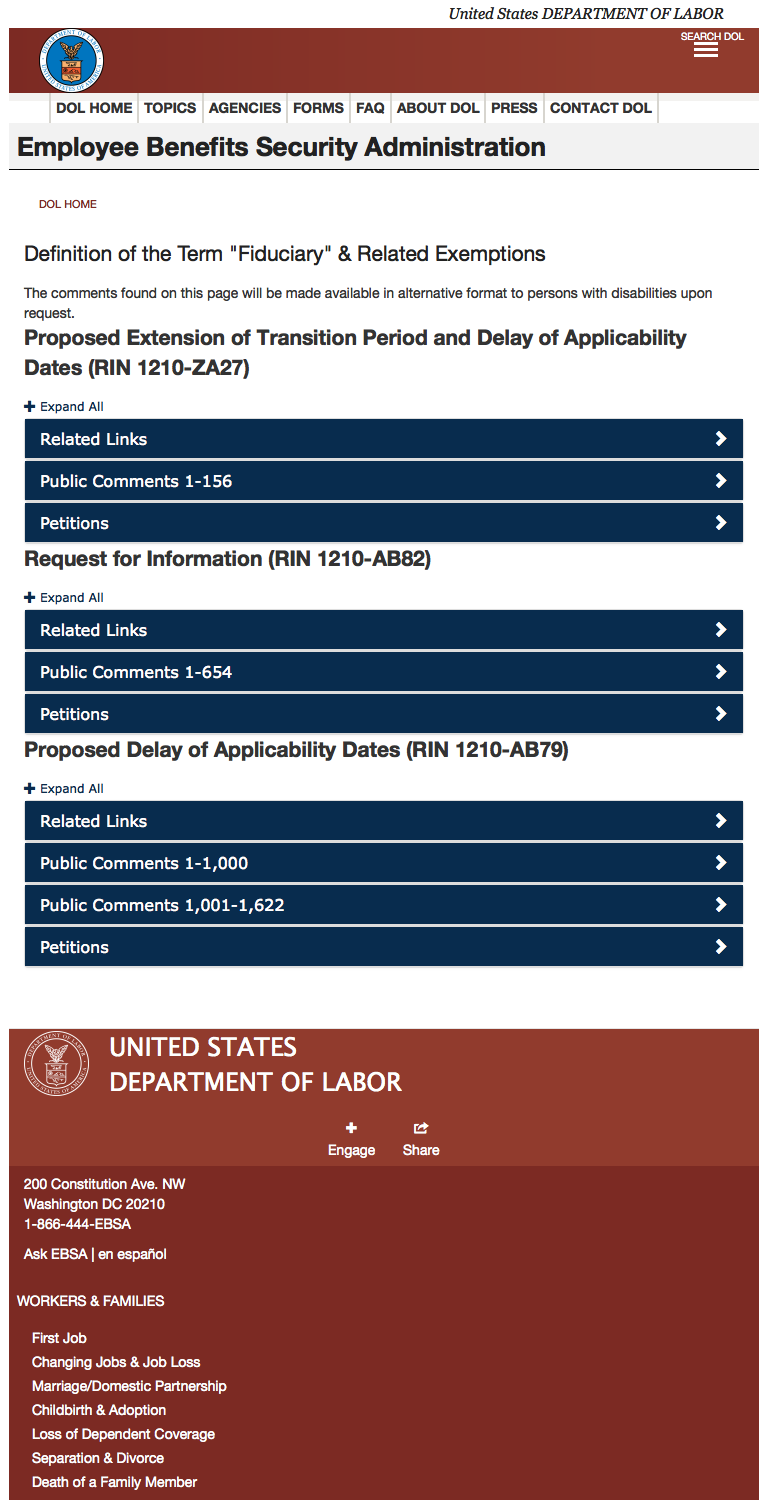 United States DEPARTMENT OF LABOR
SEARCH DOL
DOL HOME TOPICS AGENCIES FORMS FAQ ABOUT DOL PRESS CONTACT DOL
Employee Benefits Security Administration
DOL HOME
Definition of the Term "Fiduciary" & Related Exemptions
The comments found on this page will be made available in alternative format to persons with disabilities upon
request.
Proposed Extension of Transition Period and Delay of Applicability
Dates (RIN 1210-ZA27)
Expand All
Related Links
Public Comments 1-156
Petitions
Request for Information (RIN 1210-AB82)
Expand All
Related Links
Public Comments 1-654
Petitions
Proposed Delay of Applicability Dates (RIN 1210-AB79)
Expand All
Related Links
Public Comments 1-1,000
Public Comments 1,001-1,622
Petitions
UNITED STATES
DEPARTMENT OF LABOR
Engage Share
200 Constitution Ave. NW
Washington DC 20210
1-866-444-EBSA
Ask EBSA | en español
WORKERS & FAMILIES
First Job
Changing Jobs & Job Loss
Marriage/Domestic Partnership
Childbirth & Adoption
Loss of Dependent Coverage
Separation & Divorce
Death of a Family Member